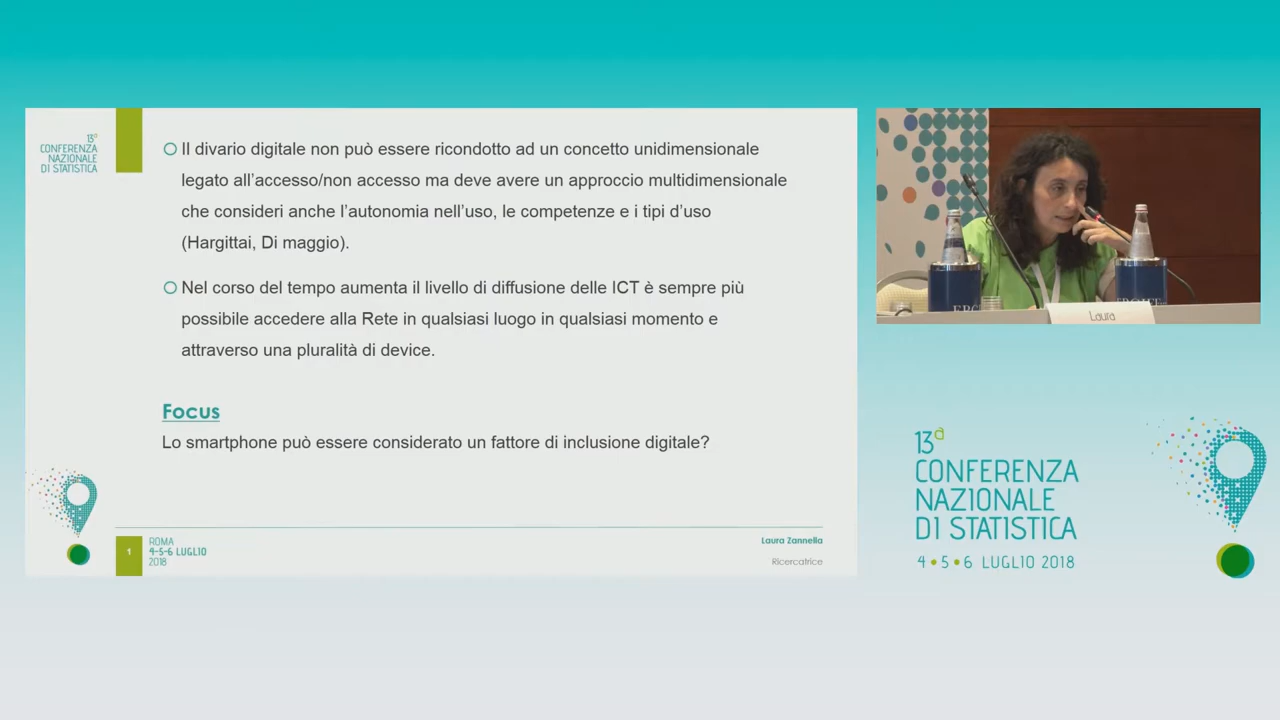 13a
CONFERENZA
NAZIONALE
DI STATISTICA
Il divario digitale non può essere ricondotto ad un concetto unidimensionale
legato all’accesso/non accesso ma deve avere un approccio multidimensionale
che consideri anche l’autonomia nell’uso, le competenze e i tipi d’uso
(Hargittai, Di maggio).
Nel corso del tempo aumenta il livello di diffusione delle ICT è sempre più
possibile accedere alla Rete in qualsiasi luogo in qualsiasi momento e
attraverso una pluralità di device.
Focus
Lo smartphone può essere considerato un fattore di inclusione digitale?
1
ROMA
4-5-6 LUGLIO
2018
Laura Zannella
Ricercatrice
Laura
13a
CONFERENZA
NAZIONALE
DI STATISTICA
4 • 5 • 6 LUGLIO 2018